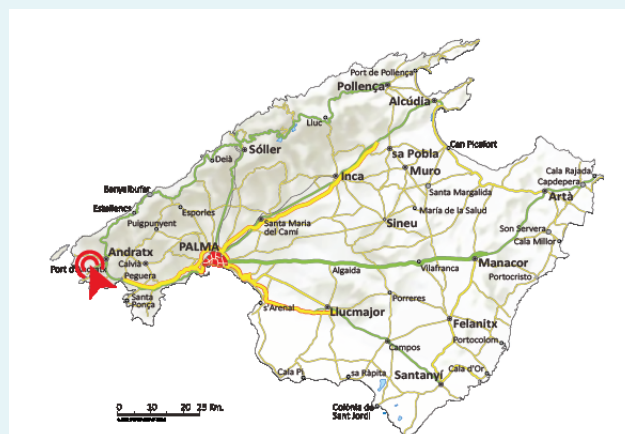 Port de Pollença
Pollença
Alcúdia
Lluc
Can Picafort
Sóller
sa Pobla
Deià
Muro
Cala Rajada
Inca
Capdepera
Santa Margalida
Artà
Banyalbufar
Estellencs
Esporles
María de la Salud
Puigpunyent
Santa Maria
del Camí
Sineu
Son Servera
Cala Millor
PALMA
Andratx
Calvià
Port d'Andratx
Peguera
Algaida
Vilafranca
Manacor
Portocristo
Santa
Ponça
s'Arenal
Porreres
Llucmajor
Felanitx
Portocolom
Campos
Cala Pi
sa Ràpita
Santanyí
Cala d'Or
Colònia de
Sant Jordi
0 10 20 25 Km.